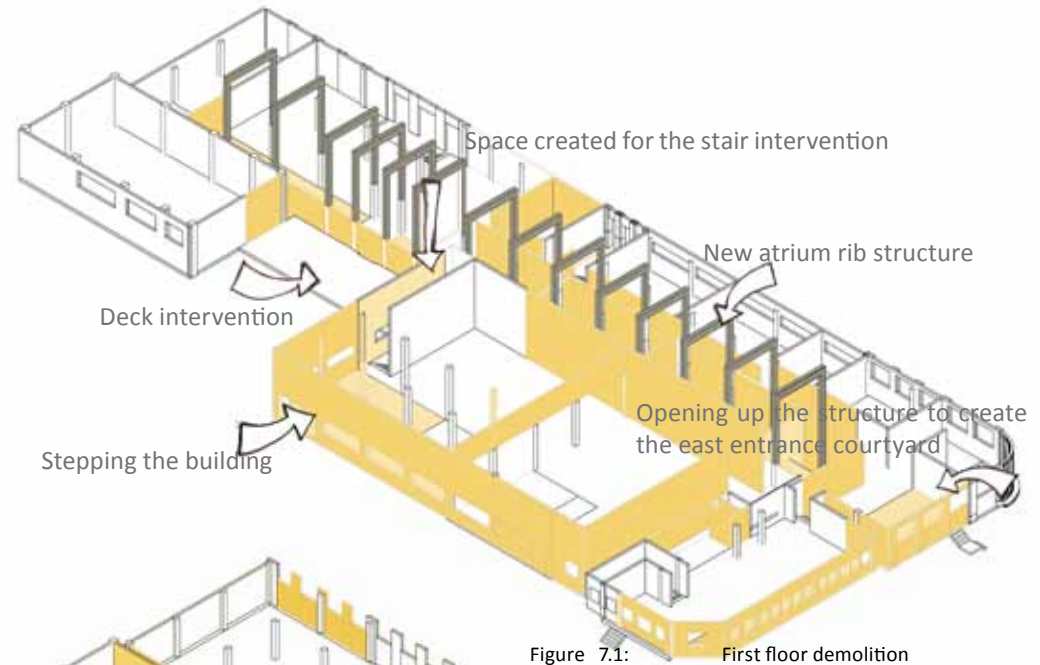 Space created for the stair intervention
New atrium rib structure
Deck intervention
Opening up the structure to create
the east entrance courtyard
Stepping the building
Figure 7.1: First floor demolition